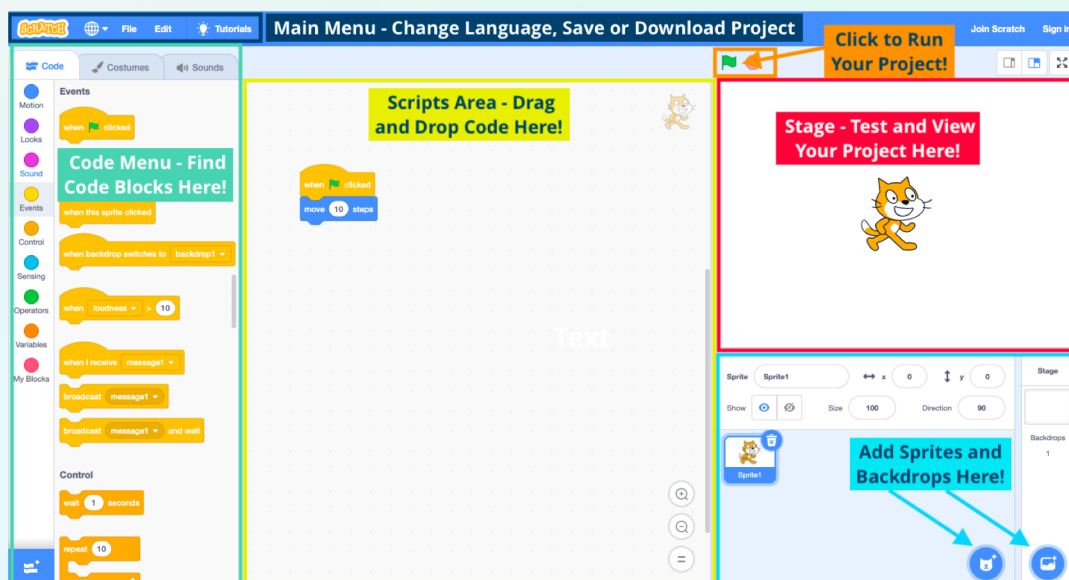 SCRATCH File Edit Tutorials
Main Menu - Change Language, Save or Download Project
Join Scratch Sign in
Click to Run
Your Project!
Code Costumes Sounds
Motion
Looks
Sound
Events
Control
Sensing
Operators
Variables
My Blocks
Events
when clicked
Code Menu - Find
Code Blocks Here!
when this sprite clicked
when backdrop switches to backdrop1
when loudness > 10
when I receive message1
broadcast message1
broadcast message1 and wait
Control
wait 1 seconds
repeat 10
Scripts Area - Drag
and Drop Code Here!
when clicked
move 10 steps
Text
=
Stage - Test and View
Your Project Here!
Sprite Sprite1 x 0 y 0
Show Size 100 Direction 90
Sprite1
Stage
Backdrops
1
Add Sprites and
Backdrops Here!